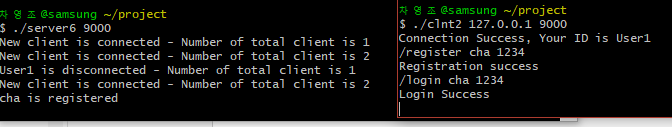 차 영 조 @samsung ~/project
$ ./server6 9000
New client is connected - Number of total client is 1
New client is connected - Number of total client is 2
User1 is disconnected - Number of total client is 1
New client is connected - Number of total client is 2
cha is registered
차 영 조 @samsung ~/project
$ ./clnt2 127.0.0.1 9000
Connection Success, Your ID is User1
/register cha 1234
Registration success
/login cha 1234
Login Success